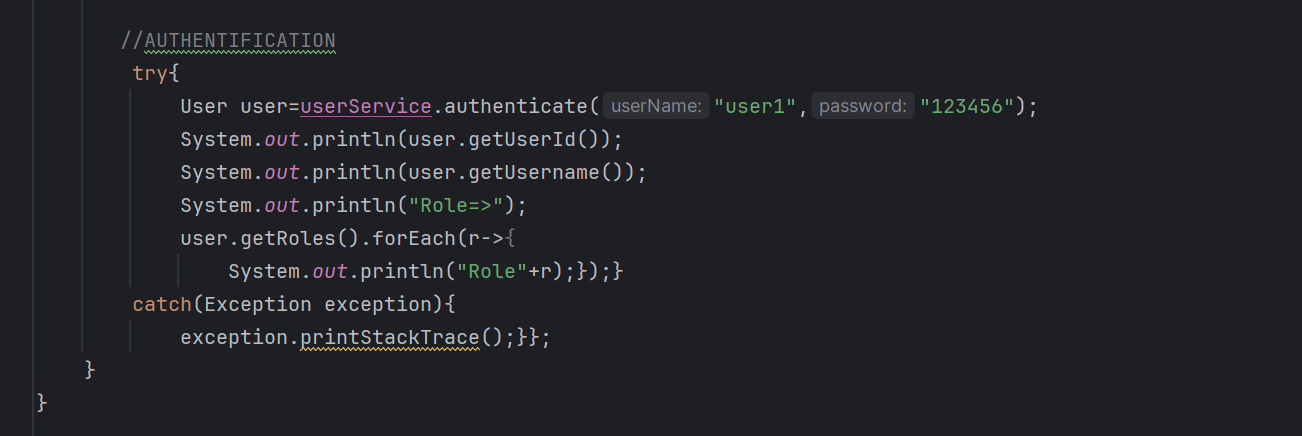 //AUTHENTIFICATION
try{
User user=userService.authenticate( userName: "user1", password: "123456");
System.out.println(user.getUserId());
System.out.println(user.getUsername());
System.out.println("Role=>");
user.getRoles().forEach(r->{
System.out.println("Role"+r);});}
catch(Exception exception){
exception.printStackTrace();}};
}
}